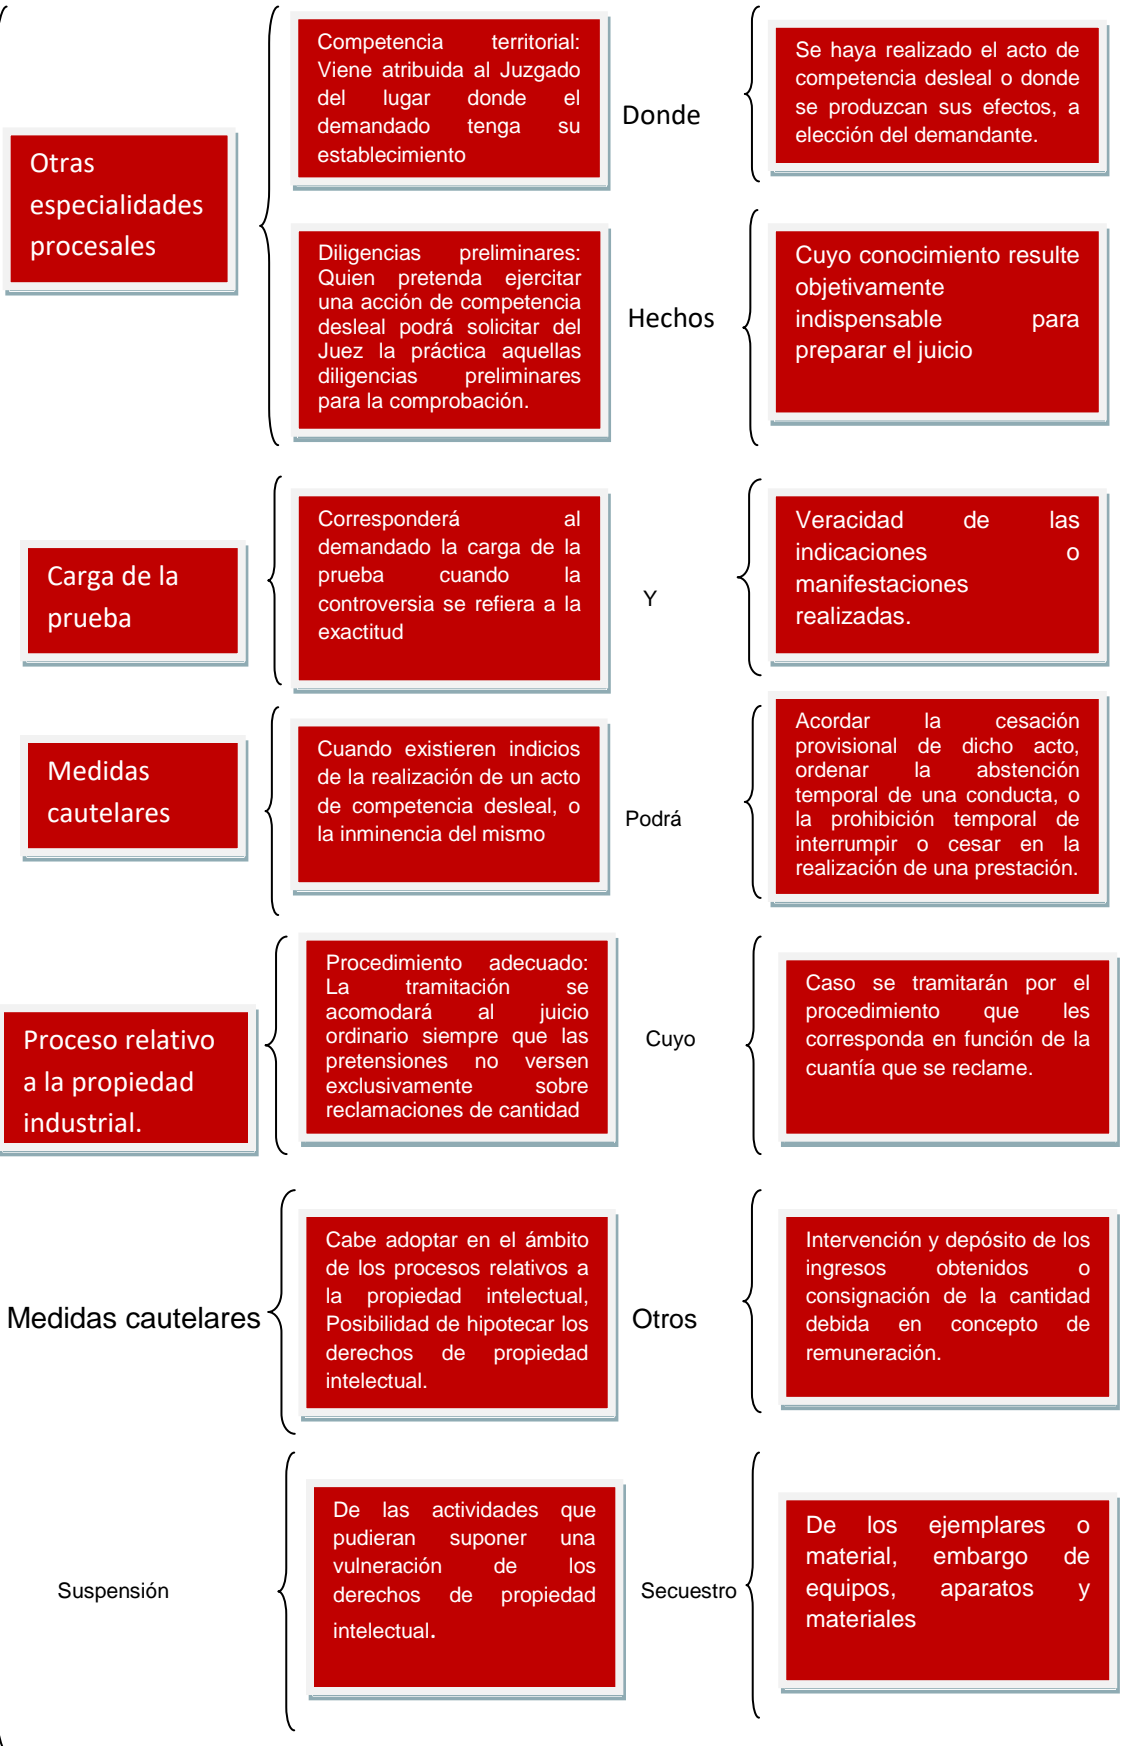 Otras
especialidades
procesales
Competencia territorial:
Viene atribuida al Juzgado
del lugar donde el
demandado tenga su
establecimiento
Donde
Se haya realizado el acto de
competencia desleal o donde
se produzcan sus efectos, a
elección del demandante.
Diligencias preliminares:
Quien pretenda ejercitar
una acción de competencia
desleal podrá solicitar del
Juez la práctica aquellas
diligencias preliminares
para la comprobación.
Hechos
Cuyo conocimiento resulte
objetivamente
indispensable para
preparar el juicio
Carga de la
prueba
Corresponderá al
demandado la carga de la
prueba cuando la
controversia se refiera a la
exactitud
Y
Veracidad de las
indicaciones o
manifestaciones
realizadas.
Medidas
cautelares
Cuando existieren indicios
de la realización de un acto
de competencia desleal, o
la inminencia del mismo
Podrá
Acordar la cesación
provisional de dicho acto,
ordenar la abstención
temporal de una conducta, o
la prohibición temporal de
interrumpir o cesar en la
realización de una prestación.
Proceso relativo
a la propiedad
industrial.
Procedimiento adecuado:
La tramitación se
acomodará al juicio
ordinario siempre que las
pretensiones no versen
exclusivamente sobre
reclamaciones de cantidad
Cuyo
Caso se tramitarán por el
procedimiento que les
corresponda en función de la
cuantía que se reclame.
Medidas cautelares
Cabe adoptar en el ámbito
de los procesos relativos a
la propiedad intelectual,
Posibilidad de hipotecar los
derechos de propiedad
intelectual.
Otros
Intervención y depósito de los
ingresos obtenidos o
consignación de la cantidad
debida en concepto de
remuneración.
Suspensión
De las actividades que
pudieran suponer una
vulneración de los
derechos de propiedad
intelectual.
Secuestro
De los ejemplares o
material, embargo de
equipos, aparatos y
materiales